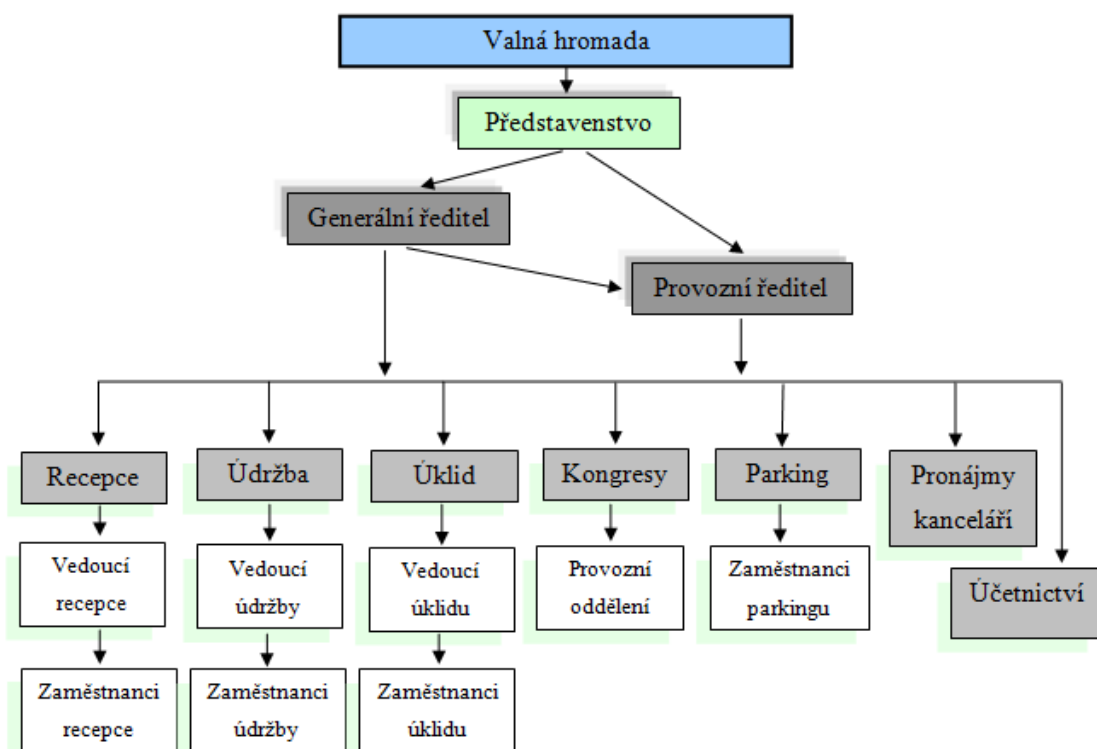 Valná hromada
Představenstvo
Generální ředitel
Provozní ředitel
Recepce
Údržba
Úklid
Kongresy
Parking
Pronájmy
kanceláří
Účetnictví
Vedoucí
recepce
Vedoucí
údržby
Vedoucí
úklidu
Provozní
oddělení
Zaměstnanci
parkingu
Zaměstnanci
recepce
Zaměstnanci
údržby
Zaměstnanci
úklidu